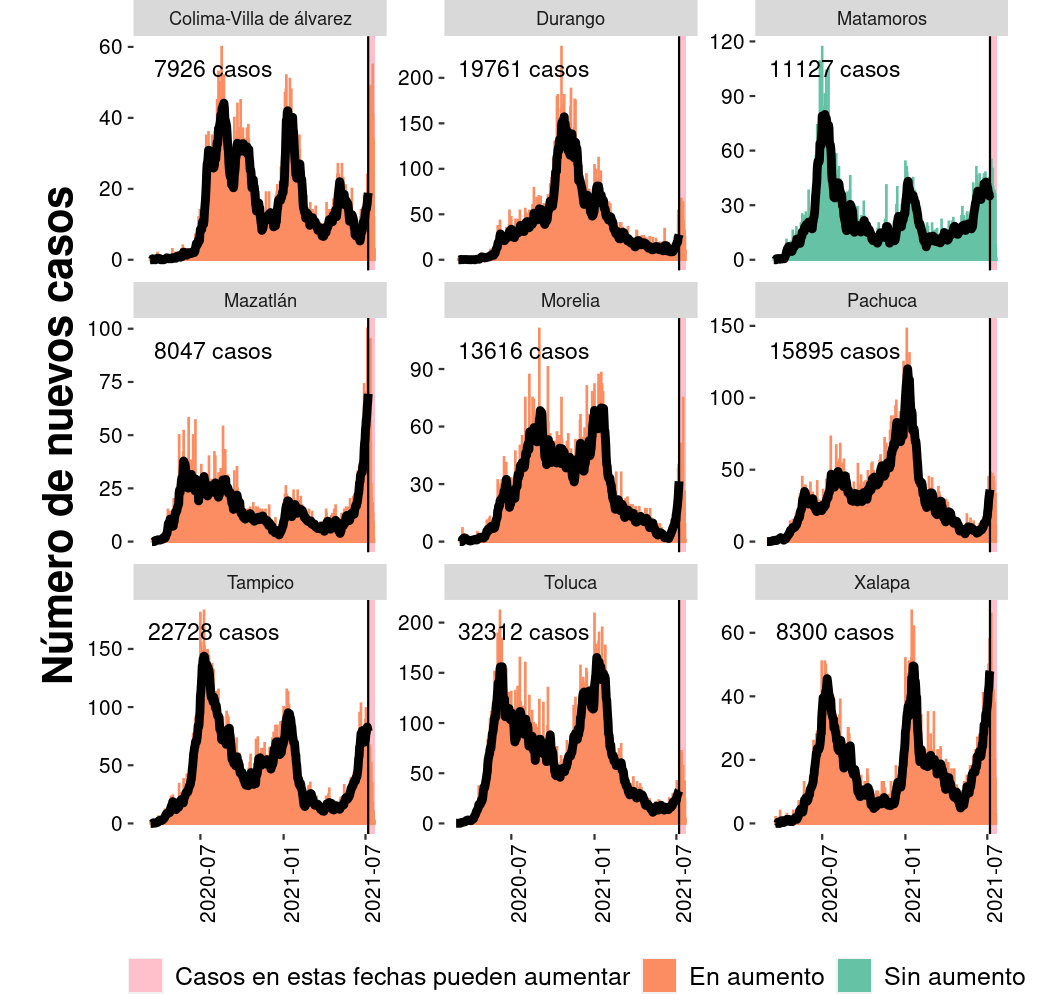 Número de nuevos casos
Colima-Villa de álvarez
Durango
Matamoros
60
40
20
0
7926 casos
200
150
100
50
0
19761 casos
120
90
60
30
0
11127 casos
Mazatlán
Morelia
Pachuca
100
75
50
25
0
8047 casos
90
60
30
0
13616 casos
150
100
50
0
15895 casos
Tampico
Toluca
Xalapa
150
100
50
0
22728 casos
200
150
100
50
0
32312 casos
60
40
20
0
8300 casos
2020-07
2021-01
2021-07
2020-07
2021-01
2021-07
2020-07
2021-01
2021-07
Casos en estas fechas pueden aumentar
En aumento
Sin aumento